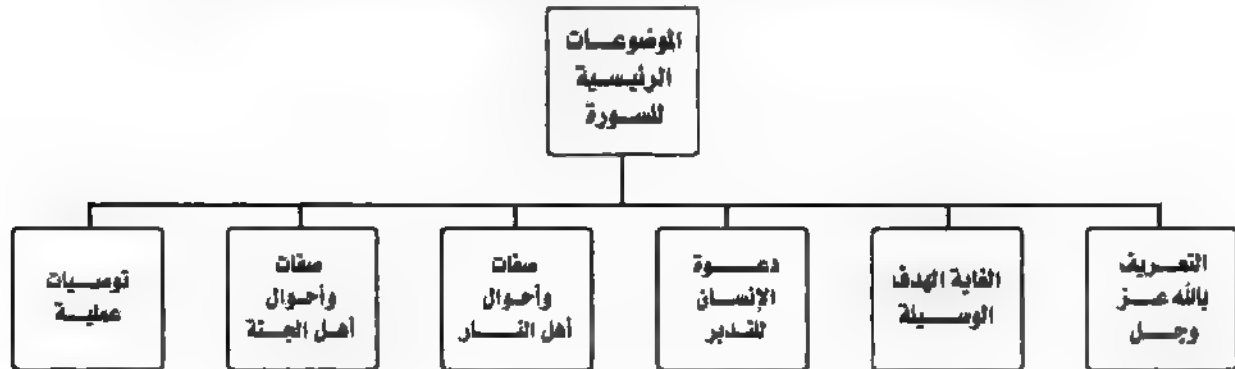 الموضوعات
الرئيسية
للسورة
التعريف
بالله عز
وجل
الغاية الهدف
الوسيلة
دعوة
الإنسان
للتدبر
صفات
وأحوال
أهل النار
صفات
وأحوال
أهل الجنة
توصيات
عملية